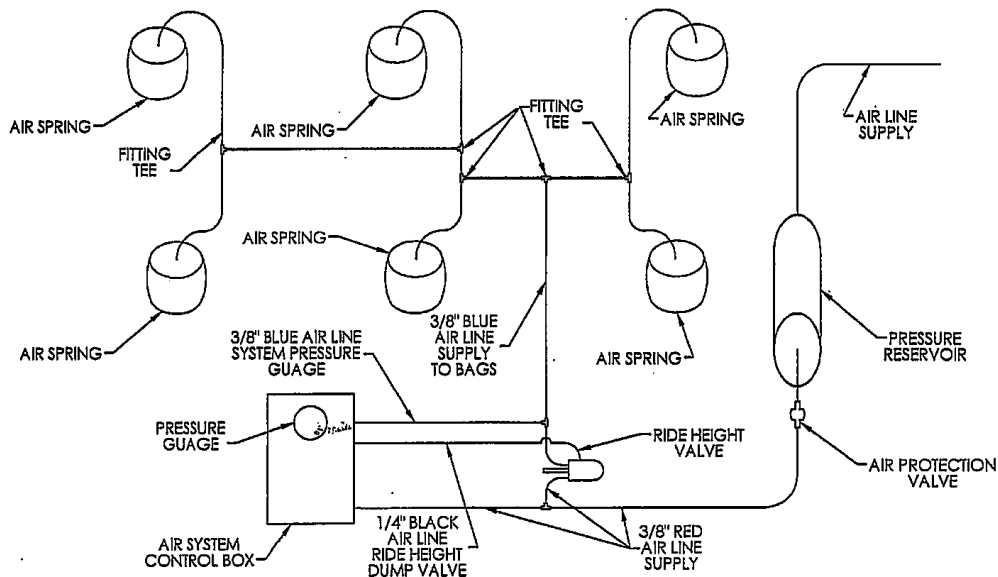 AIR SPRING
AIR SPRING
FITTING
TEE
AIR SPRING
AIR LINE
SUPPLY
FITTING
TEE
AIR SPRING
AIR SPRING
3/8" BLUE AIR LINE
SYSTEM PRESSURE
GUAGE
3/8" BLUE
AIR LINE
SUPPLY
TO BAGS
AIR SPRING
PRESSURE
RESERVOIR
PRESSURE
GUAGE
RIDE HEIGHT
VALVE
AIR PROTECTION
VALVE
AIR SYSTEM
CONTROL BOX
1/4" BLACK
AIR LINE
RIDE HEIGHT
DUMP VALVE
3/8" RED
AIR LINE
SUPPLY